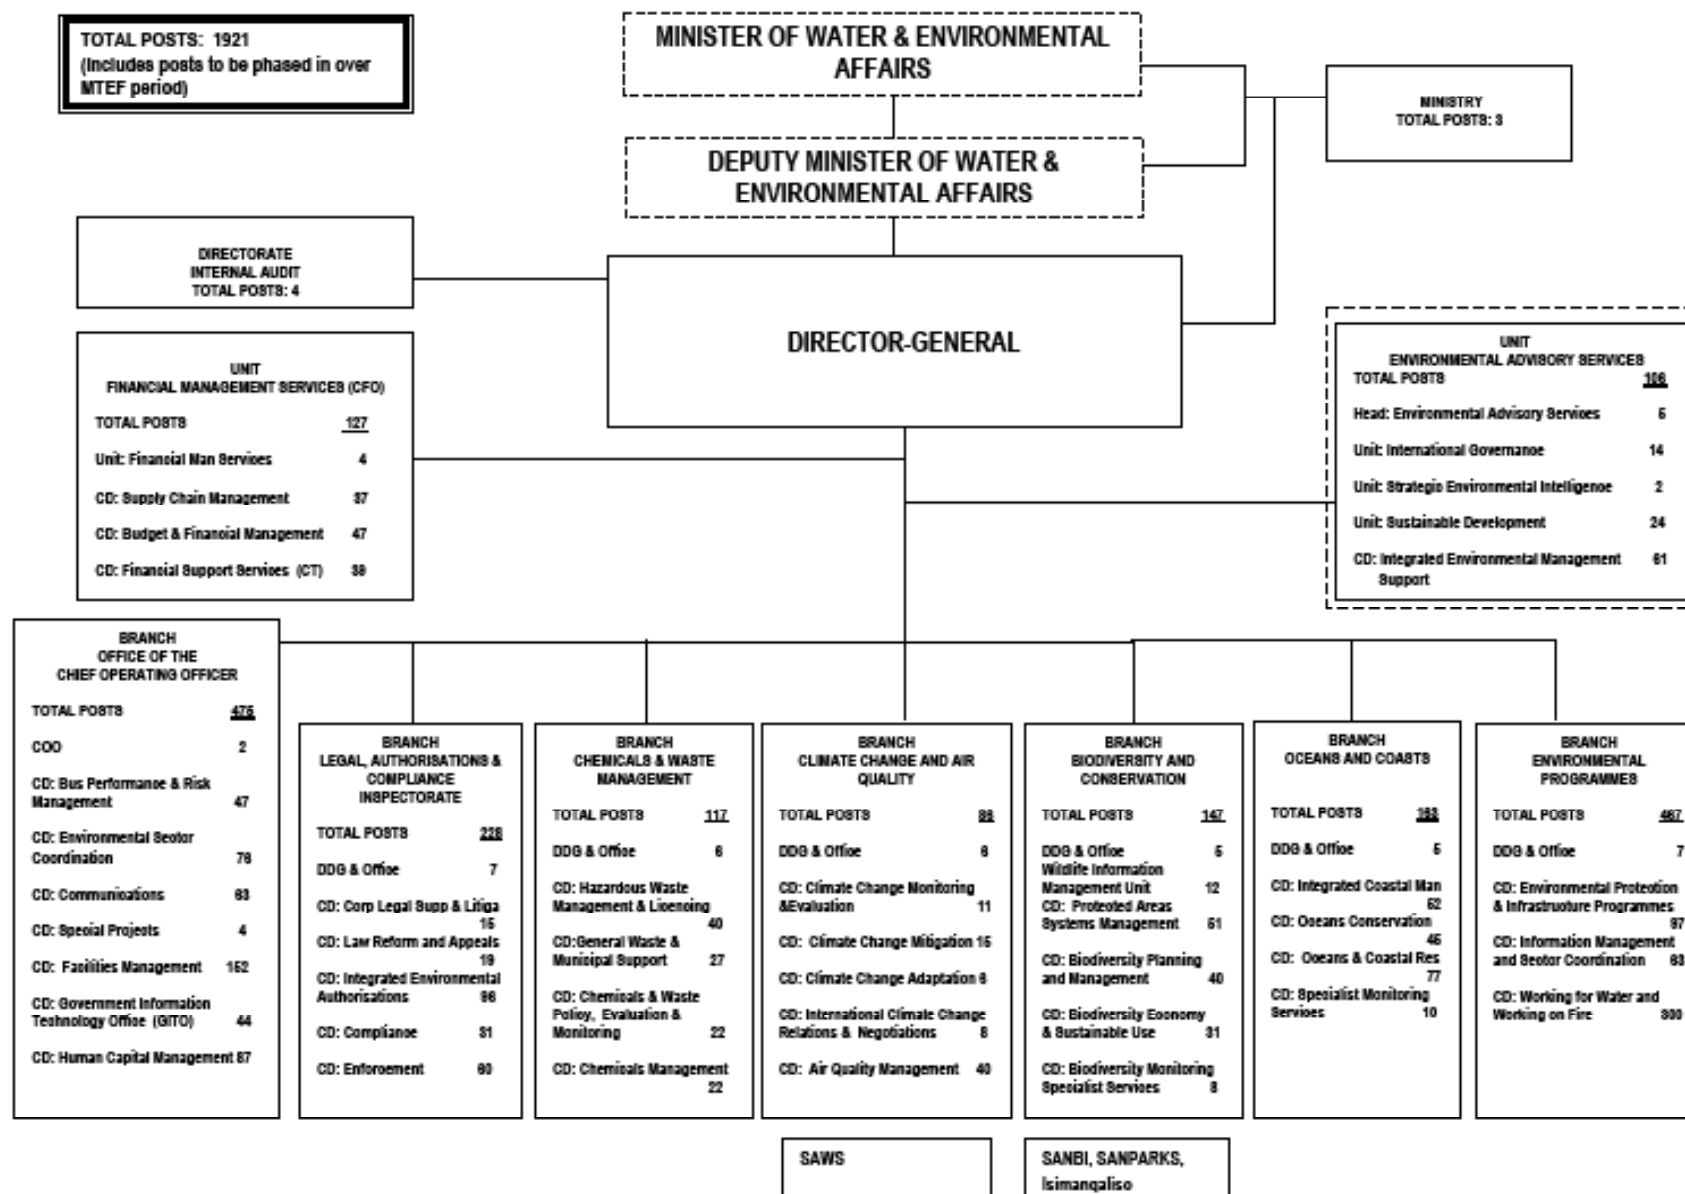 TOTAL POSTS: 1921
(Includes posts to be phased in over
MTEF period)
MINISTER OF WATER & ENVIRONMENTAL
AFFAIRS
MINISTRY
TOTAL POSTS: 3
DEPUTY MINISTER OF WATER &
ENVIRONMENTAL AFFAIRS
DIRECTORATE
INTERNAL AUDIT
TOTAL POSTS: 4
DIRECTOR-GENERAL
UNIT
FINANCIAL MANAGEMENT SERVICES (CFO)
TOTAL POSTS 127
Unit: Financial Man Services 4
CD: Supply Chain Management 37
CD: Budget & Financial Management 47
CD: Financial Support Services (CT) 39
UNIT
ENVIRONMENTAL ADVISORY SERVICES
TOTAL POSTS 106
Head: Environmental Advisory Services 5
Unit: International Governance 14
Unit: Strategic Environmental Intelligence 2
Unit: Sustainable Development 24
CD: Integrated Environmental Management 61
Support
BRANCH
OFFICE OF THE
CHIEF OPERATING OFFICER
TOTAL POSTS 475
COO 2
CD: Bus Performance & Risk
Management 47
CD: Environmental Sector
Coordination 76
CD: Communications 63
CD: Special Projects 4
CD: Facilities Management 152
CD: Government Information
Technology Office (GITO) 44
CD: Human Capital Management 87
BRANCH
LEGAL, AUTHORISATIONS &
COMPLIANCE
INSPECTORATE
TOTAL POSTS 228
DDG & Office 7
CD: Corp Legal Supp & Litiga
15
CD: Law Reform and Appeals
19
CD: Integrated Environmental
Authorisations 96
CD: Compliance 31
CD: Enforcement 60
BRANCH
CHEMICALS & WASTE
MANAGEMENT
TOTAL POSTS 117
DDG & Office 6
CD: Hazardous Waste
Management & Licencing
40
CD:General Waste &
Municipal Support 27
CD: Chemicals & Waste
Policy, Evaluation &
Monitoring 22
CD: Chemicals Management
22
BRANCH
CLIMATE CHANGE AND AIR
QUALITY
TOTAL POSTS 86
DDG & Office 6
CD: Climate Change Monitoring
&Evaluation 11
CD: Climate Change Mitigation 15
CD: Climate Change Adaptation 6
CD: International Climate Change
Relations & Negotiations 8
CD: Air Quality Management 40
BRANCH
BIODIVERSITY AND
CONSERVATION
TOTAL POSTS 147
DDG & Office 5
Wildlife Information
Management Unit 12
CD: Protected Areas
Systems Management 51
CD: Biodiversity Planning
and Management 40
CD: Biodiversity Economy
& Sustainable Use 31
CD: Biodiversity Monitoring
Specialist Services 8
BRANCH
OCEANS AND COASTS
TOTAL POSTS
DDG & Office 5
CD: Integrated Coastal Man
52
CD: Oceans Conservation
45
CD: Oceans & Coastal Res
77
CD: Specialist Monitoring
Services 10
BRANCH
ENVIRONMENTAL
PROGRAMMES
TOTAL POSTS 467
DDG & Office 7
CD: Environmental Protection
& Infrastructure Programmes
97
CD: Information Management
and Sector Coordination 63
CD: Working for Water and
Working on Fire 300
SAWS
SANBI, SANPARKS,
Isimangaliso